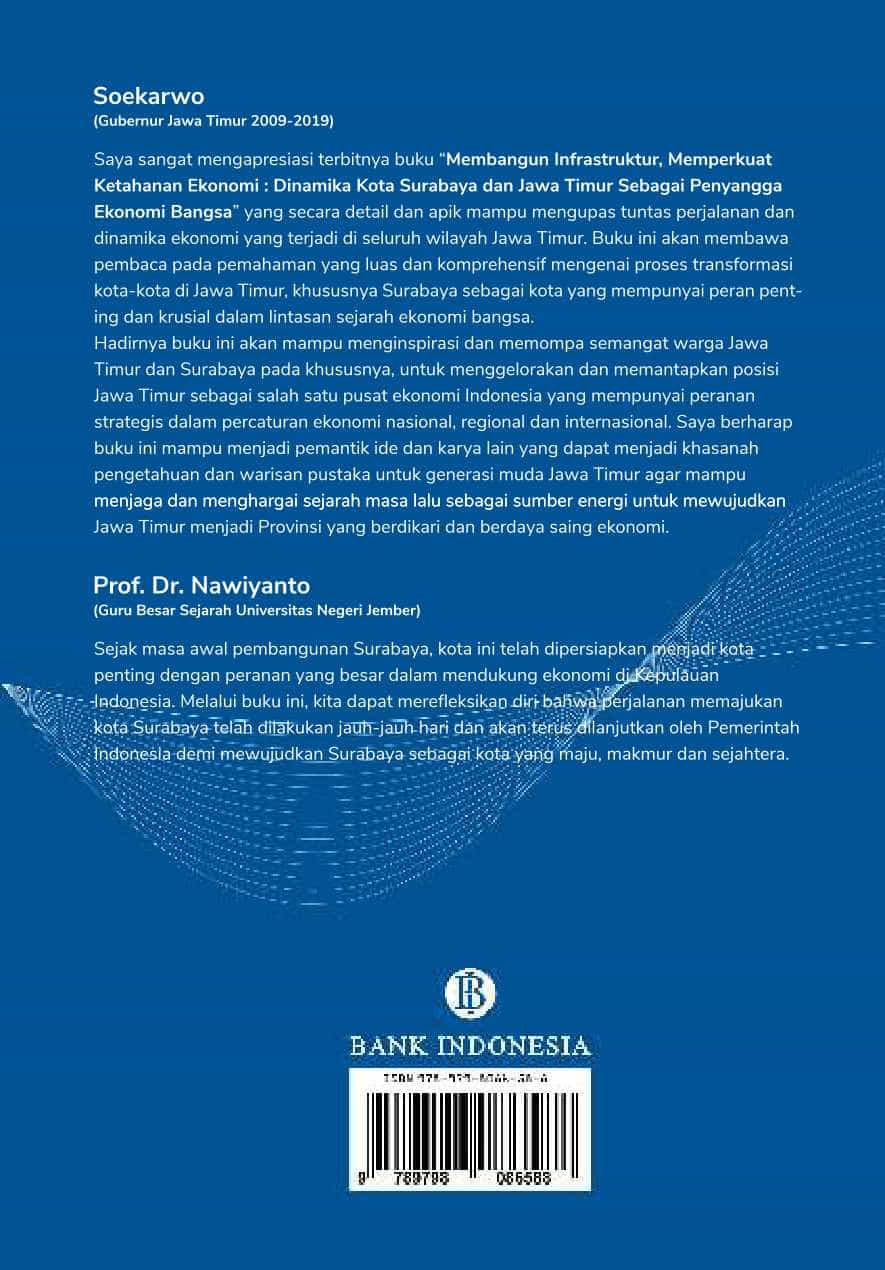 Soekarwo
(Gubernur Jawa Timur 2009-2019)
Saya sangat mengapresiasi terbitnya buku “Membangun Infrastruktur, Memperkuat
Ketahanan Ekonomi : Dinamika Kota Surabaya dan Jawa Timur Sebagai Penyangga
Ekonomi Bangsa” yang secara detail dan apik mampu mengupas tuntas perjalanan dan
dinamika ekonomi yang terjadi di seluruh wilayah Jawa Timur. Buku ini akan membawa
pembaca pada pemahaman yang luas dan komprehensif mengenai proses transformasi
kota-kota di Jawa Timur, khususnya Surabaya sebagai kota yang mempunyai peran pent-
ing dan krusial dalam lintasan sejarah ekonomi bangsa.
Hadirnya buku ini akan mampu menginspirasi dan memompa semangat warga Jawa
Timur dan Surabaya pada khususnya, untuk menggelorakan dan memantapkan posisi
Jawa Timur sebagai salah satu pusat ekonomi Indonesia yang mempunyai peranan
strategis dalam percaturan ekonomi nasional, regional dan internasional. Saya berharap
buku ini mampu menjadi pemantik ide dan karya lain yang dapat menjadi khasanah
pengetahuan dan warisan pustaka untuk generasi muda Jawa Timur agar mampu
menjaga dan menghargai sejarah masa lalu sebagai sumber energi untuk mewujudkan
Jawa Timur menjadi Provinsi yang berdikari dan berdaya saing ekonomi.
Prof. Dr. Nawiyanto
(Guru Besar Sejarah Universitas Negeri Jember)
Sejak masa awal pembangunan Surabaya, kota ini telah dipersiapkan menjadi kota
penting dengan peranan yang besar dalam mendukung ekonomi di Kepulauan
Indonesia. Melalui buku ini, kita dapat merefleksikan diri bahwa perjalanan memajukan
kota Surabaya telah dilakukan jauh-jauh hari dan akan terus dilanjutkan oleh Pemerintah
Indonesia demi mewujudkan Surabaya sebagai kota yang maju, makmur dan sejahtera.
BANK INDONESIA
ISBN
9 789793 086563